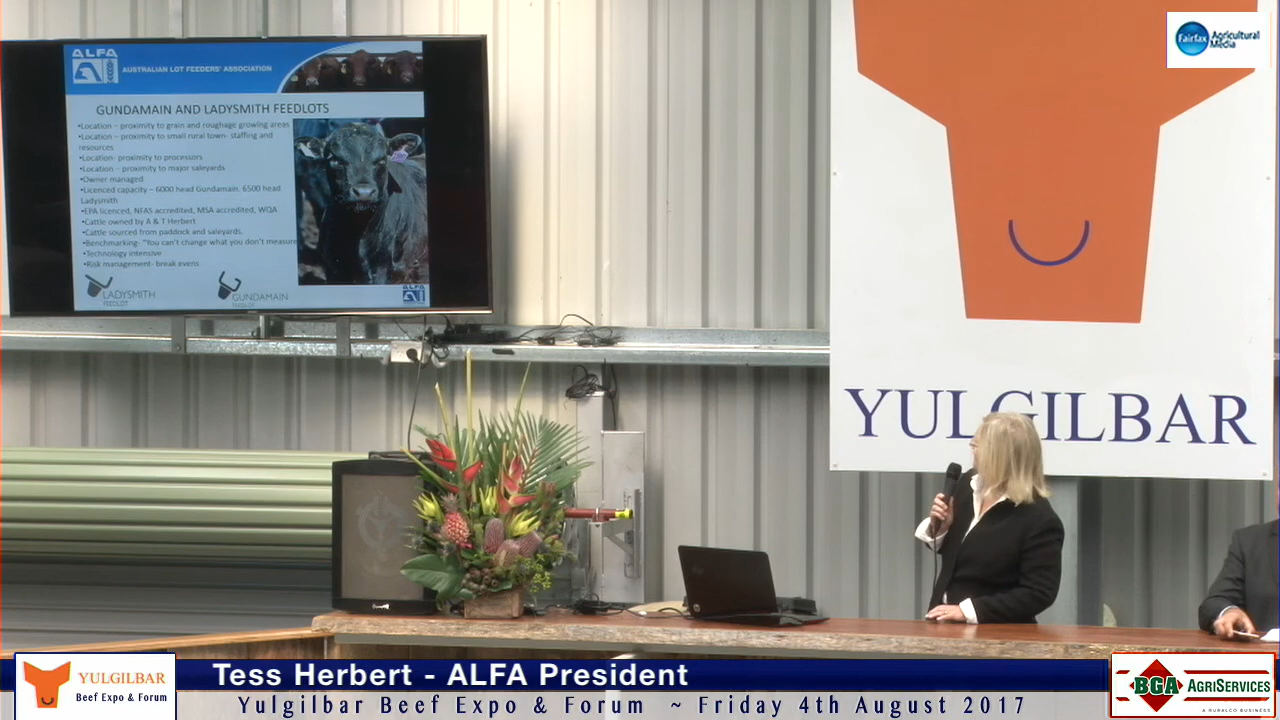 Fairfax Agricultural Media
ALFA
AUSTRALIAN LOT FEEDERS' ASSOCIATION
GUNDAMAIN AND LADYSMITH FEEDLOTS
•Location – proximity to grain and roughage growing areas
•Location – proximity to small rural town- staffing and
resources
•Location- proximity to processors
•Location – proximity to major saleyards
•Owner managed
•Licenced capacity – 6000 head Gundamain, 6500 head
Ladysmith
•EPA licenced, NFAS accredited, MSA accredited, WQA
•Cattle owned by A & T Herbert
•Cattle sourced from paddock and saleyards.
•Benchmarking- "You can't change what you don't measure
•Technology intensive
•Risk management- break evens
LADYSMITH
FEEDLOT
GUNDAMAIN
FEEDLOT
ALFA
YULGILBAR
YULGILBAR
Beef Expo & Forum
Tess Herbert - ALFA President
Yulgilbar Beef Expo & Forum ~ Friday 4th August 2017
BGA AGRISERVICES
A RURALCO BUSINESS